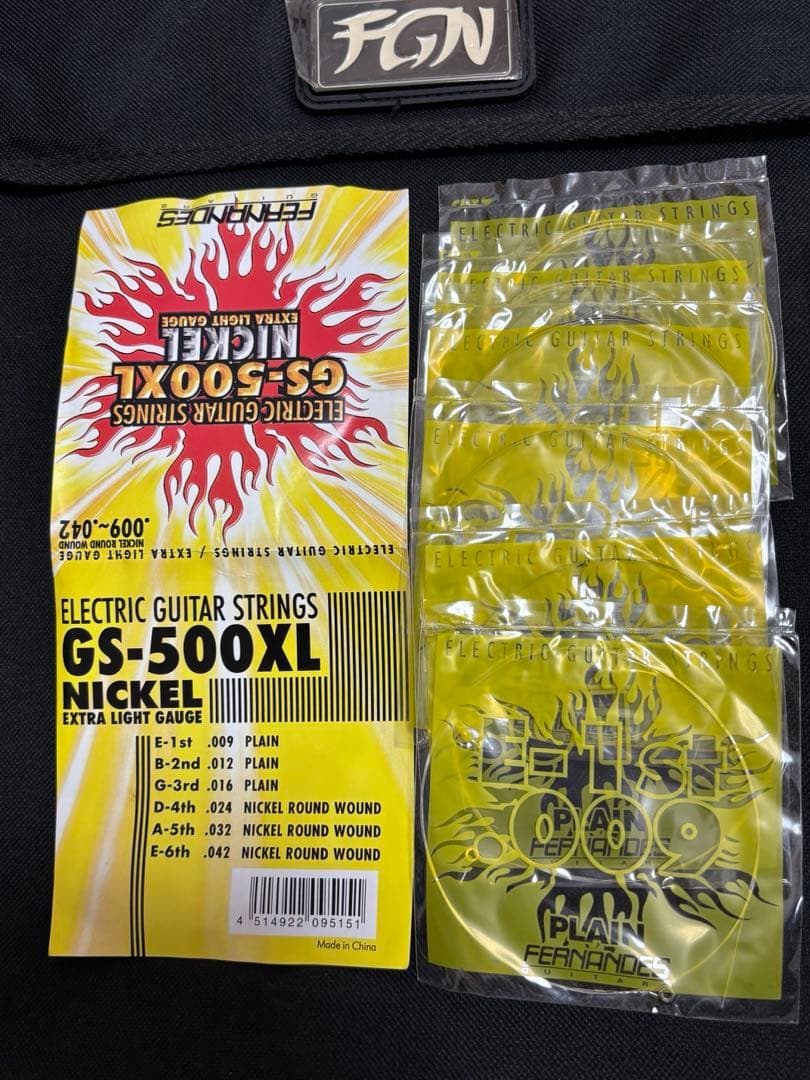 FGN
FERNANDES
GUITARS
ELECTRIC GUITAR STRINGS
GS-500XL
NICKEL
EXTRA LIGHT GAUGE
.009~.042
NICKEL ROUND WOUND
ELECTRIC GUITAR STRINGS / EXTRA LIGHT GAUGE
ELECTRIC GUITAR STRINGS
GS-500XL
NICKEL
EXTRA LIGHT GAUGE
E-1st .009 PLAIN
B-2nd .012 PLAIN
G-3rd .016 PLAIN
D-4th .024 NICKEL ROUND WOUND
A-5th .032 NICKEL ROUND WOUND
E-6th .042 NICKEL ROUND WOUND
4 514922 095151
Made in China
ELECTRIC GUITAR STRINGS
ELECTRIC GUITAR STRINGS
ELECTRIC GUITAR STRINGS
ELECTRIC GUITAR STRINGS
ELECTRIC GUITAR STRINGS
ELECTRIC GUITAR STRINGS
E-1st
009
PLAIN
FERNANDES
GUITARS
PLAIN
FERNANDES
GUITARS